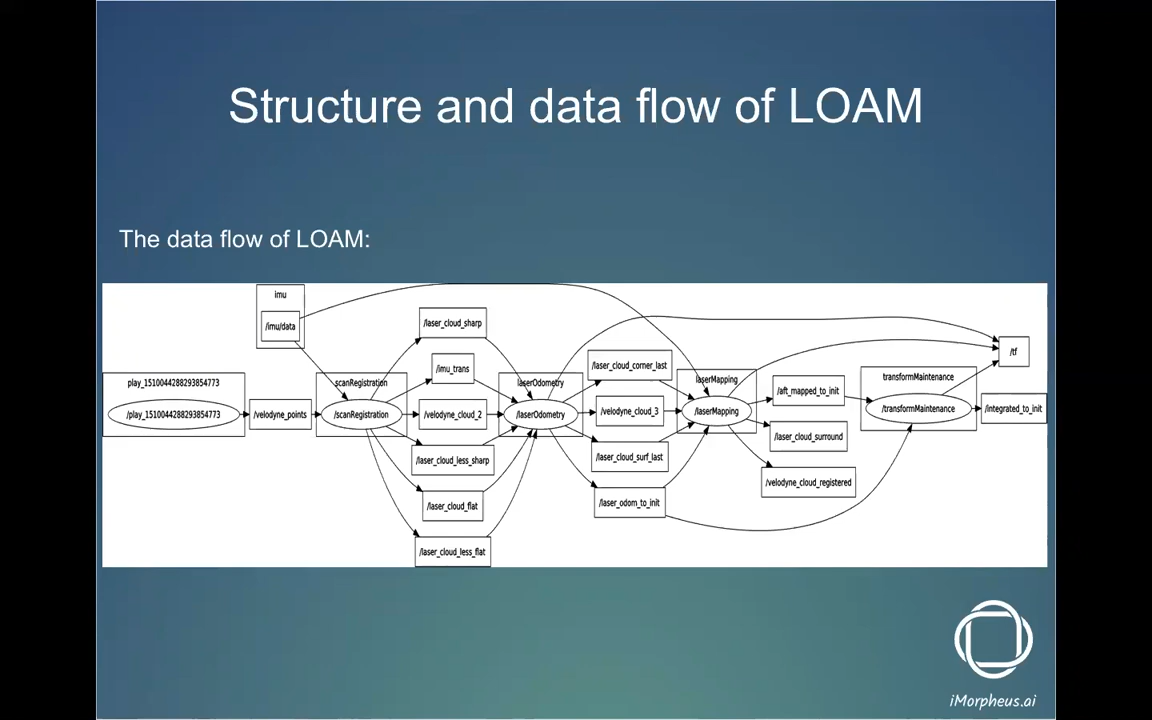 Structure and data flow of LOAM
The data flow of LOAM:
imu
/imu/data
play_1510044288293854773
/play_1510044288293854773
/velodyne_points
scanRegistration
/scanRegistration
/laser_cloud_sharp
/imu_trans
/velodyne_cloud_2
/laser_cloud_less_sharp
/laser_cloud_flat
/laser_cloud_less_flat
laserOdometry
/laserOdometry
/laser_cloud_corner_last
/velodyne_cloud_3
/laser_cloud_surf_last
/laser_odom_to_init
laserMapping
/laserMapping
/aft_mapped_to_init
/laser_cloud_surround
/velodyne_cloud_registered
transformMaintenance
/transformMaintenance
/tf
/integrated_to_init
iMorpheus.ai